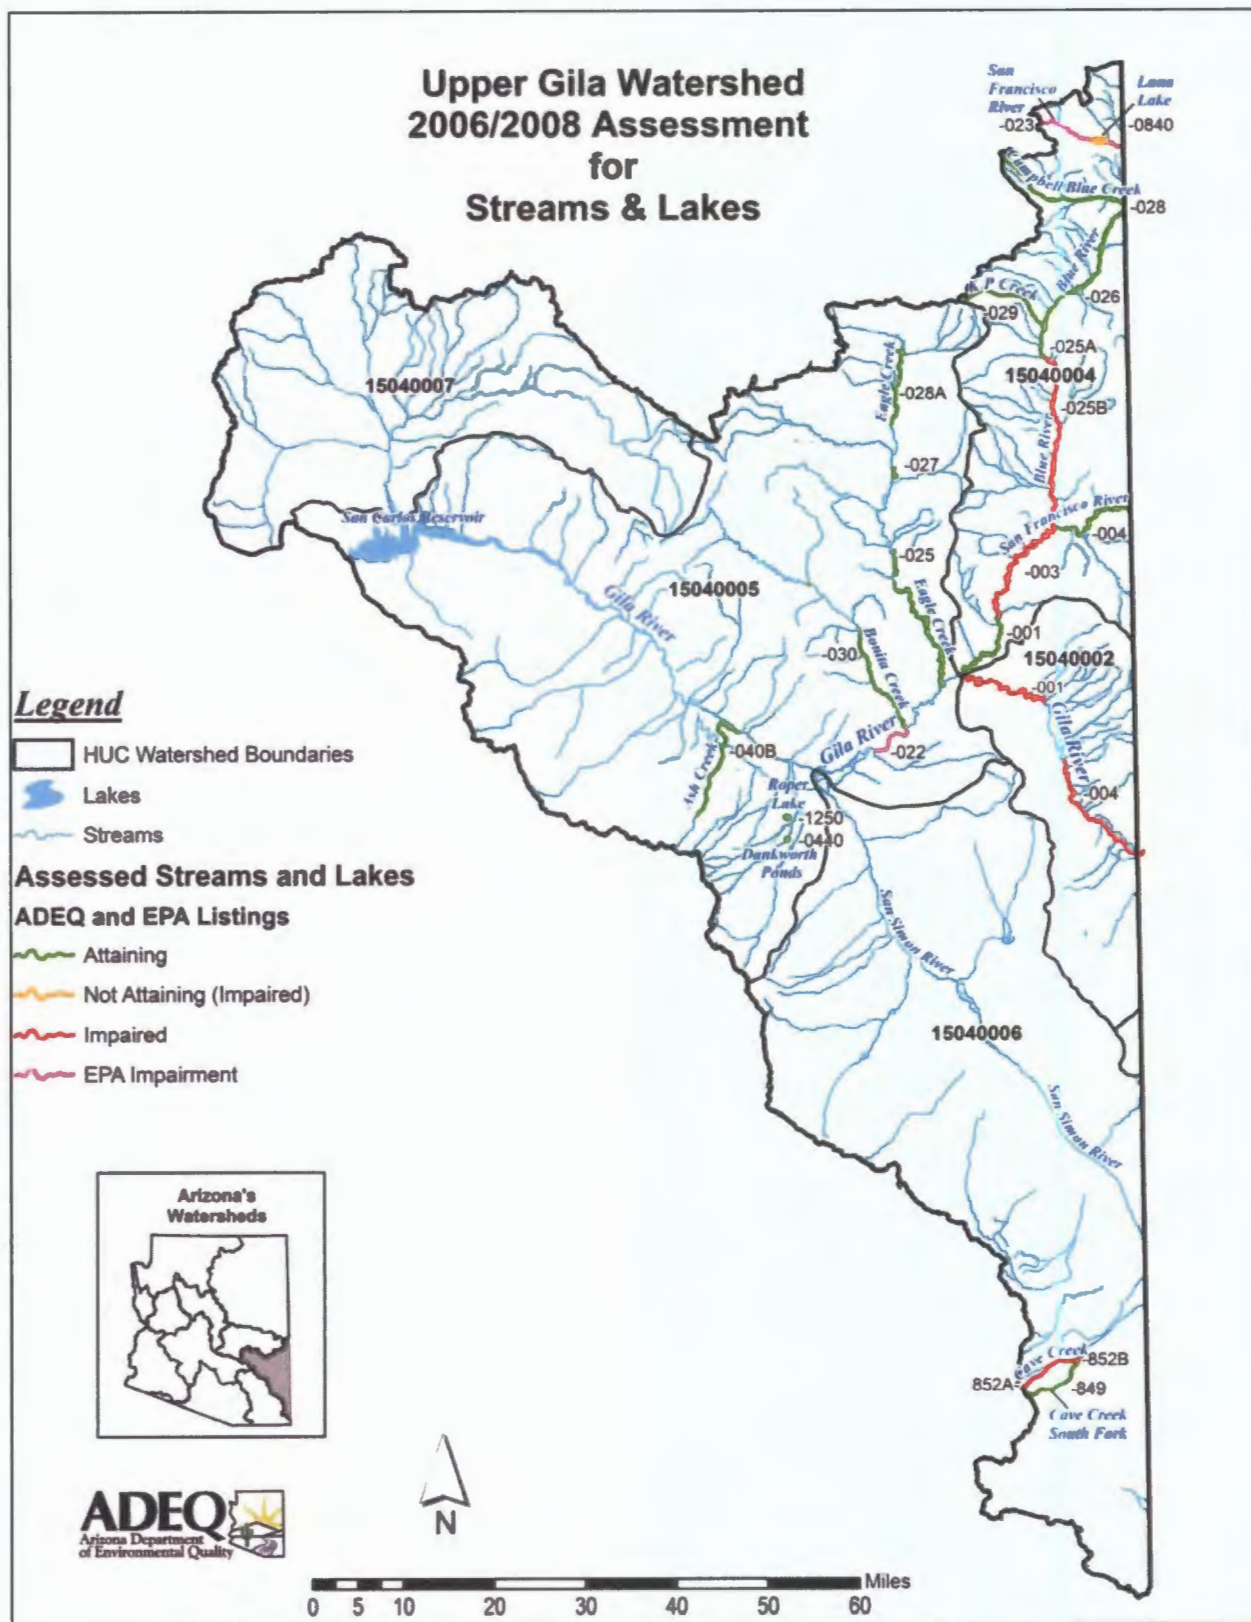 Upper Gila Watershed
2006/2008 Assessment
for
Streams & Lakes
San
Francisco
River
-023
Luna
Lake
-0840
Campbell Blue Creek
-028
Blue River
-026
K P Creek
-029
-025A
15040004
-025B
Blue River
15040007
Eagle Creek
-028A
-027
San Francisco River
-004
-003
San Carlos Reservoir
-025
15040005
Gila River
Eagle Creek
-001
15040002
-030
Bonita Creek
-001
Gila River
-004
Gila River
-022
Ash Creek
-040B
Roper
Lake
-1250
-0440
Dankworth
Ponds
San Simon River
15040006
San Simon River
Cave Creek
-852B
852A-
-849
Cave Creek
South Fork
Legend
HUC Watershed Boundaries
Lakes
Streams
Assessed Streams and Lakes
ADEQ and EPA Listings
Attaining
Not Attaining (Impaired)
Impaired
EPA Impairment
Arizona's
Watersheds
ADEQ
Arizona Department
of Environmental Quality
N
Miles
0 5 10 20 30 40 50 60